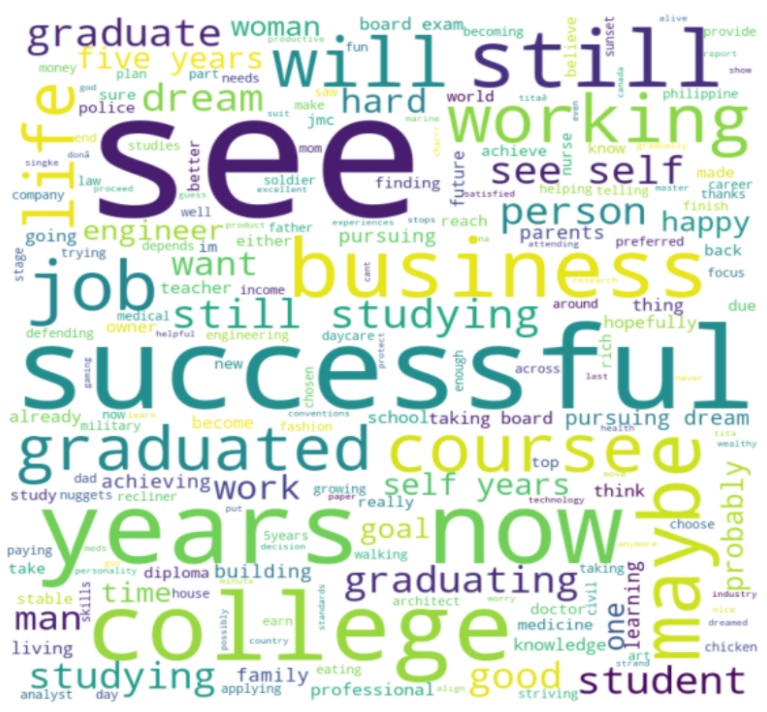 graduate
woman
board exam
becoming
believe
sunset
alive
provide
five years
productive
fun
will
still
report
money
god
plan
part
needs
saw
canada
show
life
sure
dream
make
hard
world
titas
philippine
police
suit
jmc
marine
even
working
end
studies
see
mom
charrr
future
achieve
nurse
know
gradually
singke
donâ
better
soldier
finding
see self
made
career
company
law
proceed
guess
excellent
satisfied
helping
telling
master
thanks
well
father
experiences
stops
reach
person
finish
happy
going
engineer
product
pursuing
na
parents
preferred
back
stage
trying
depends
im
either
attending
job
want
business
focus
teacher
income
cant
research
medical
still studying
around
thing
due
owner
hopefully
defending
helpful
engineering
daycare
protect
rich
successful
gaming
new
chosen
enough
across
last
never
already
now
learn
conventions
school
taking board
pursuing dream
tita
military
become
fashion
health
wealthy
graduated
course
maybe
dad
achieving
work
growing
self years
top
think
move
probably
study
nuggets
recliner
paper
really
technology
years now
put
5years
goal
choose
decision
walking
anymore
paying
meds
guy
take
personality
minute
diploma
building
graduating
taking
stable
skills
time
house
standards
architect
worry
civil
learning
industry
man
college
possibly
earn
doctor
one
nice
dreamed
living
country
medicine
knowledge
art
chicken
studying
family
eating
good
strand
student
analyst
day
applying
professional
align
striving